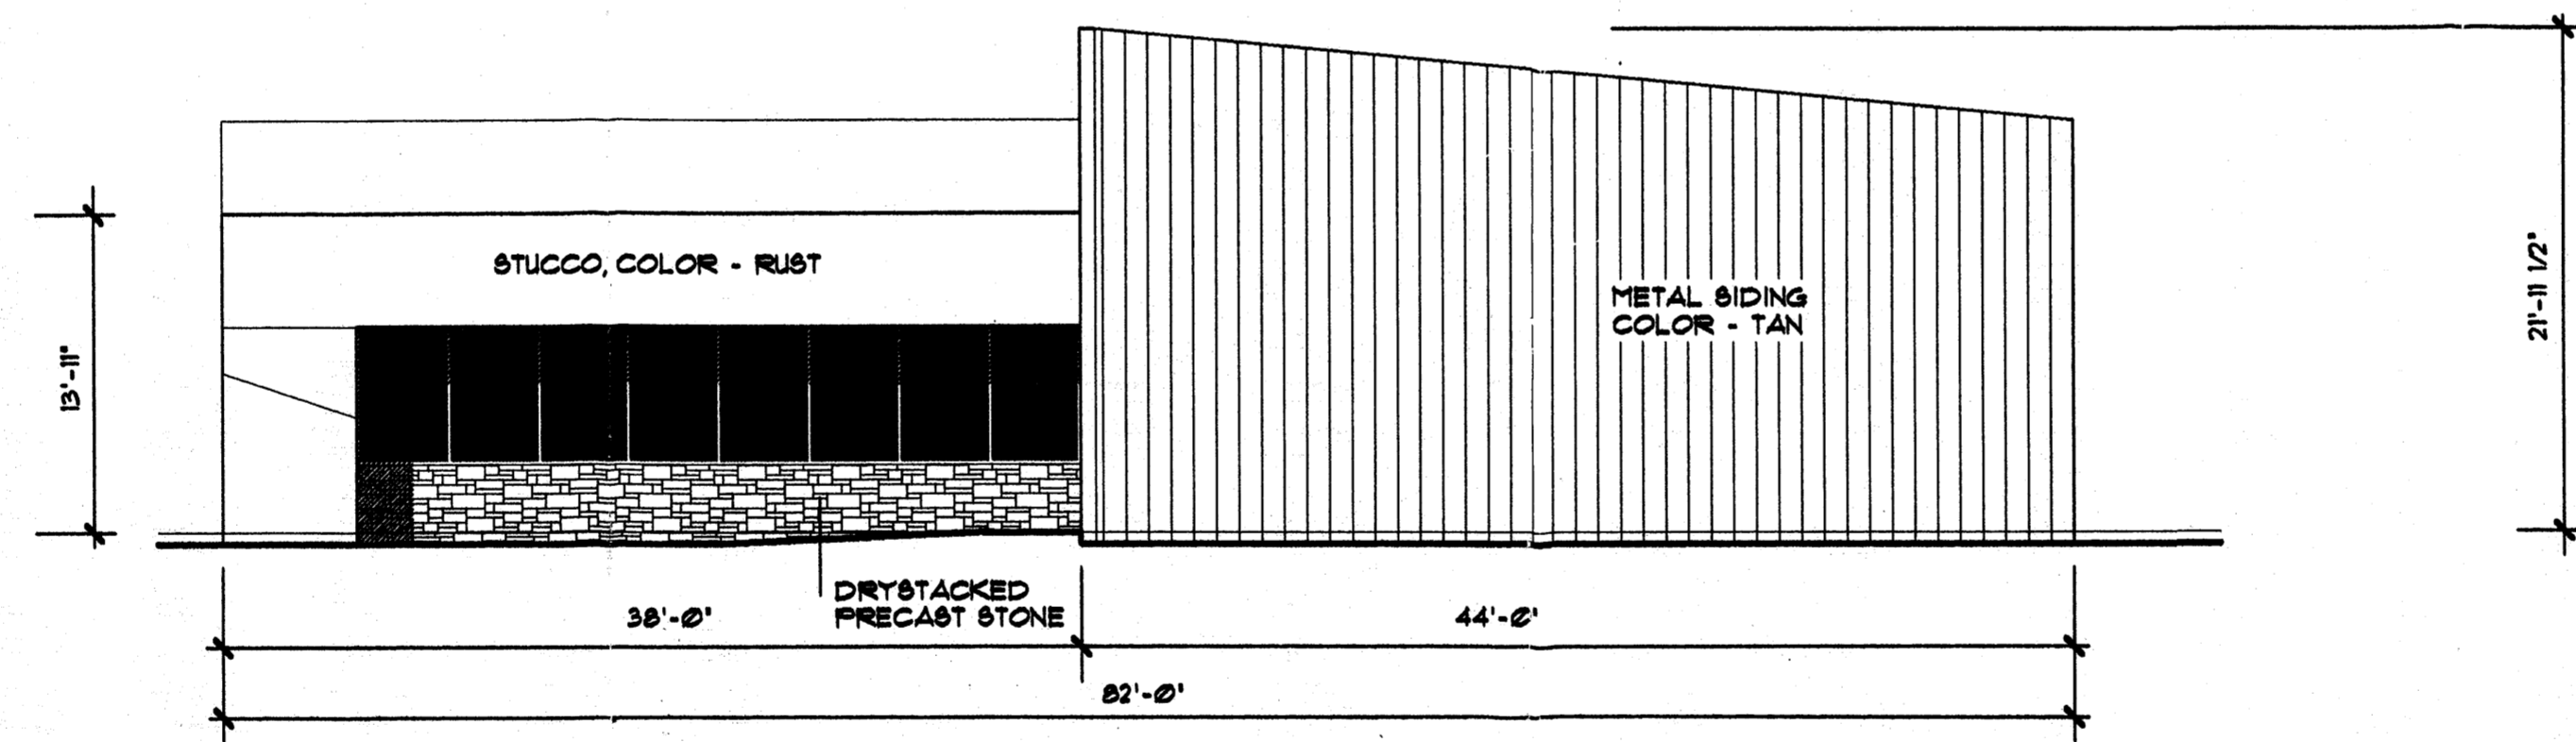 STUCCO, COLOR - RUST
METAL SIDING
COLOR - TAN
13'-11"
21'-11 1/2"
DRYSTACKED
PRECAST STONE
38'-0"
44'-0"
82'-0"